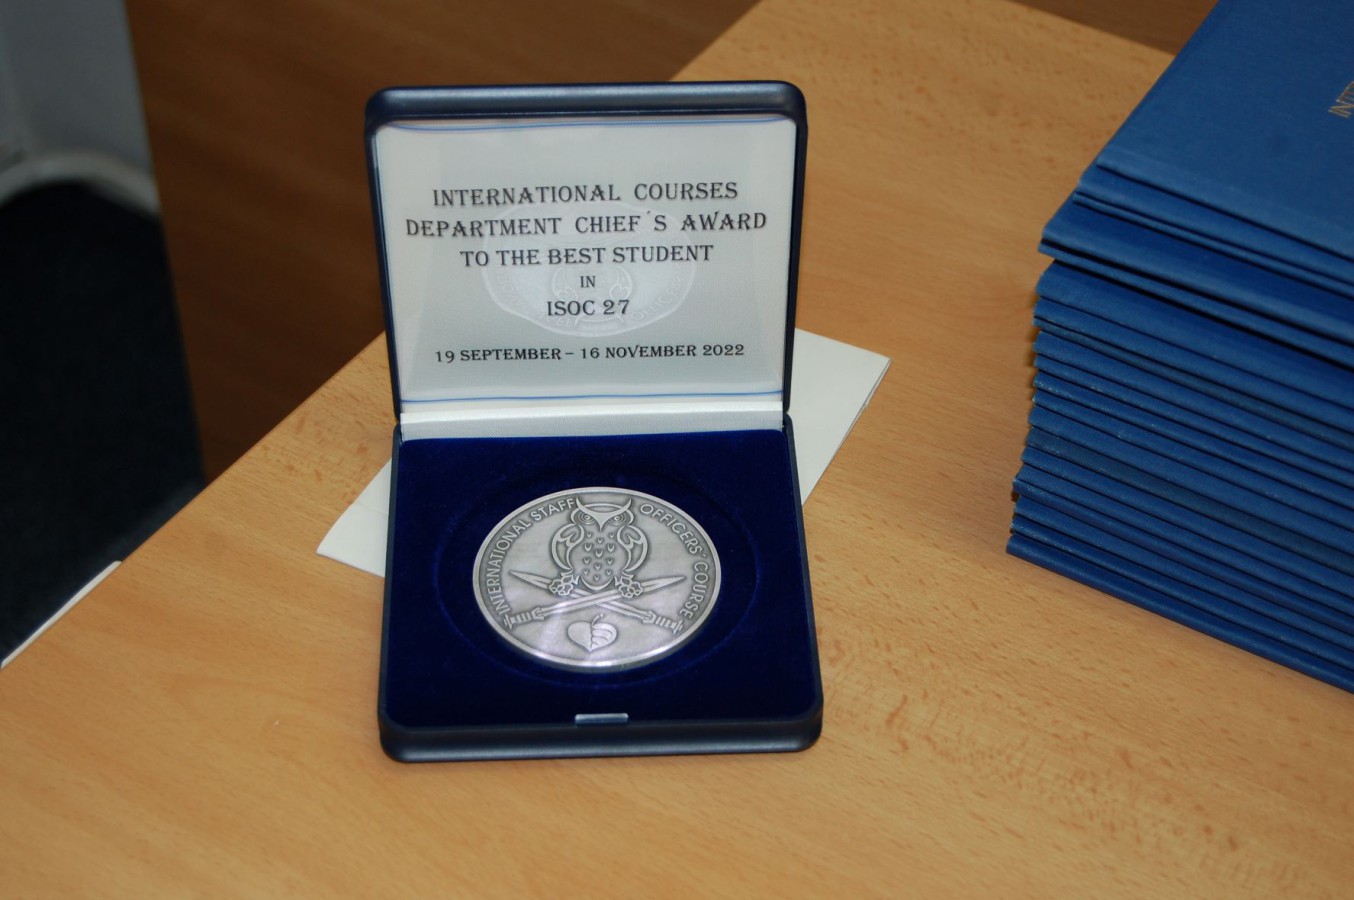 INTERNATIONAL COURSES
DEPARTMENT CHIEF´S AWARD
TO THE BEST STUDENT
IN
ISOC 27
19 SEPTEMBER – 16 NOVEMBER 2022
INTERNATIONAL STAFF OFFICERS' COURSE